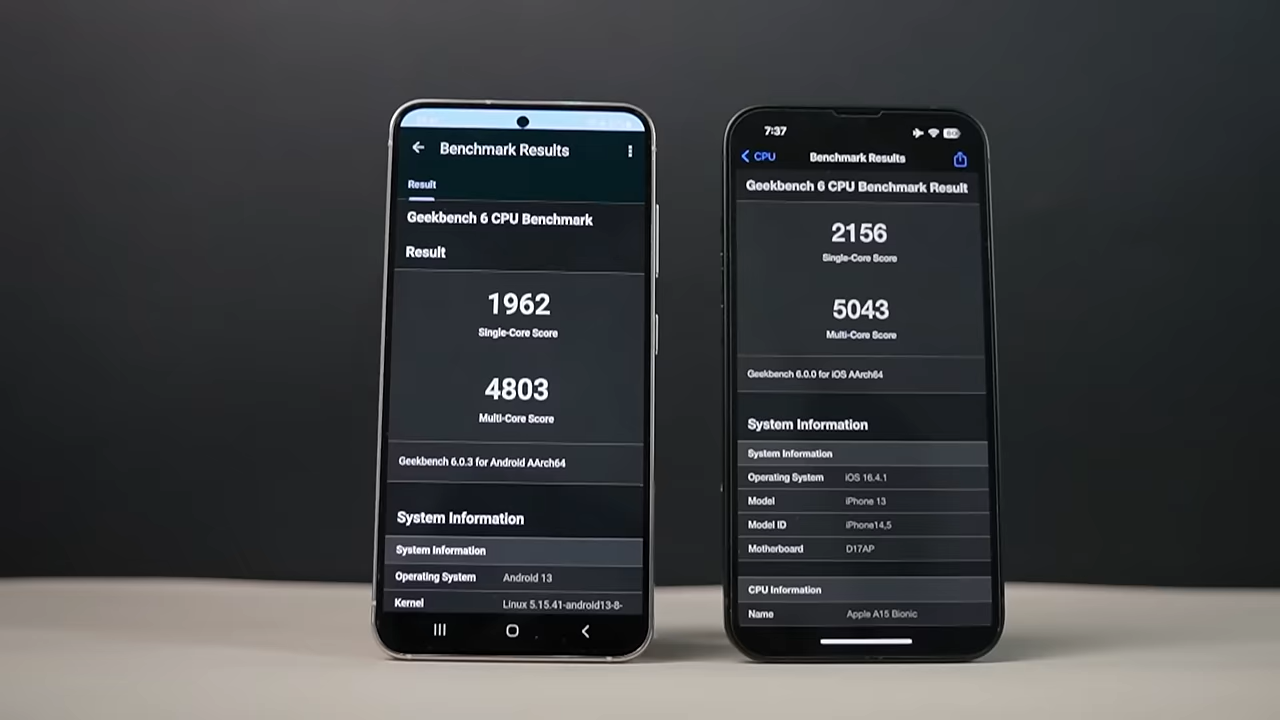 Benchmark Results
Result
Geekbench 6 CPU Benchmark
Result
1962
Single-Core Score
4803
Multi-Core Score
Geekbench 6.0.3 for Android AArch64
System Information
System Information
Operating System Android 13
Kernel Linux 5.15.41-android13-8-
7:37
60
CPU
Benchmark Results
Geekbench 6 CPU Benchmark Result
2156
Single-Core Score
5043
Multi-Core Score
Geekbench 6.0.0 for iOS AArch64
System Information
System Information
Operating System iOS 16.4.1
Model iPhone 13
Model ID iPhone14,5
Motherboard D17AP
CPU Information
Name Apple A15 Bionic